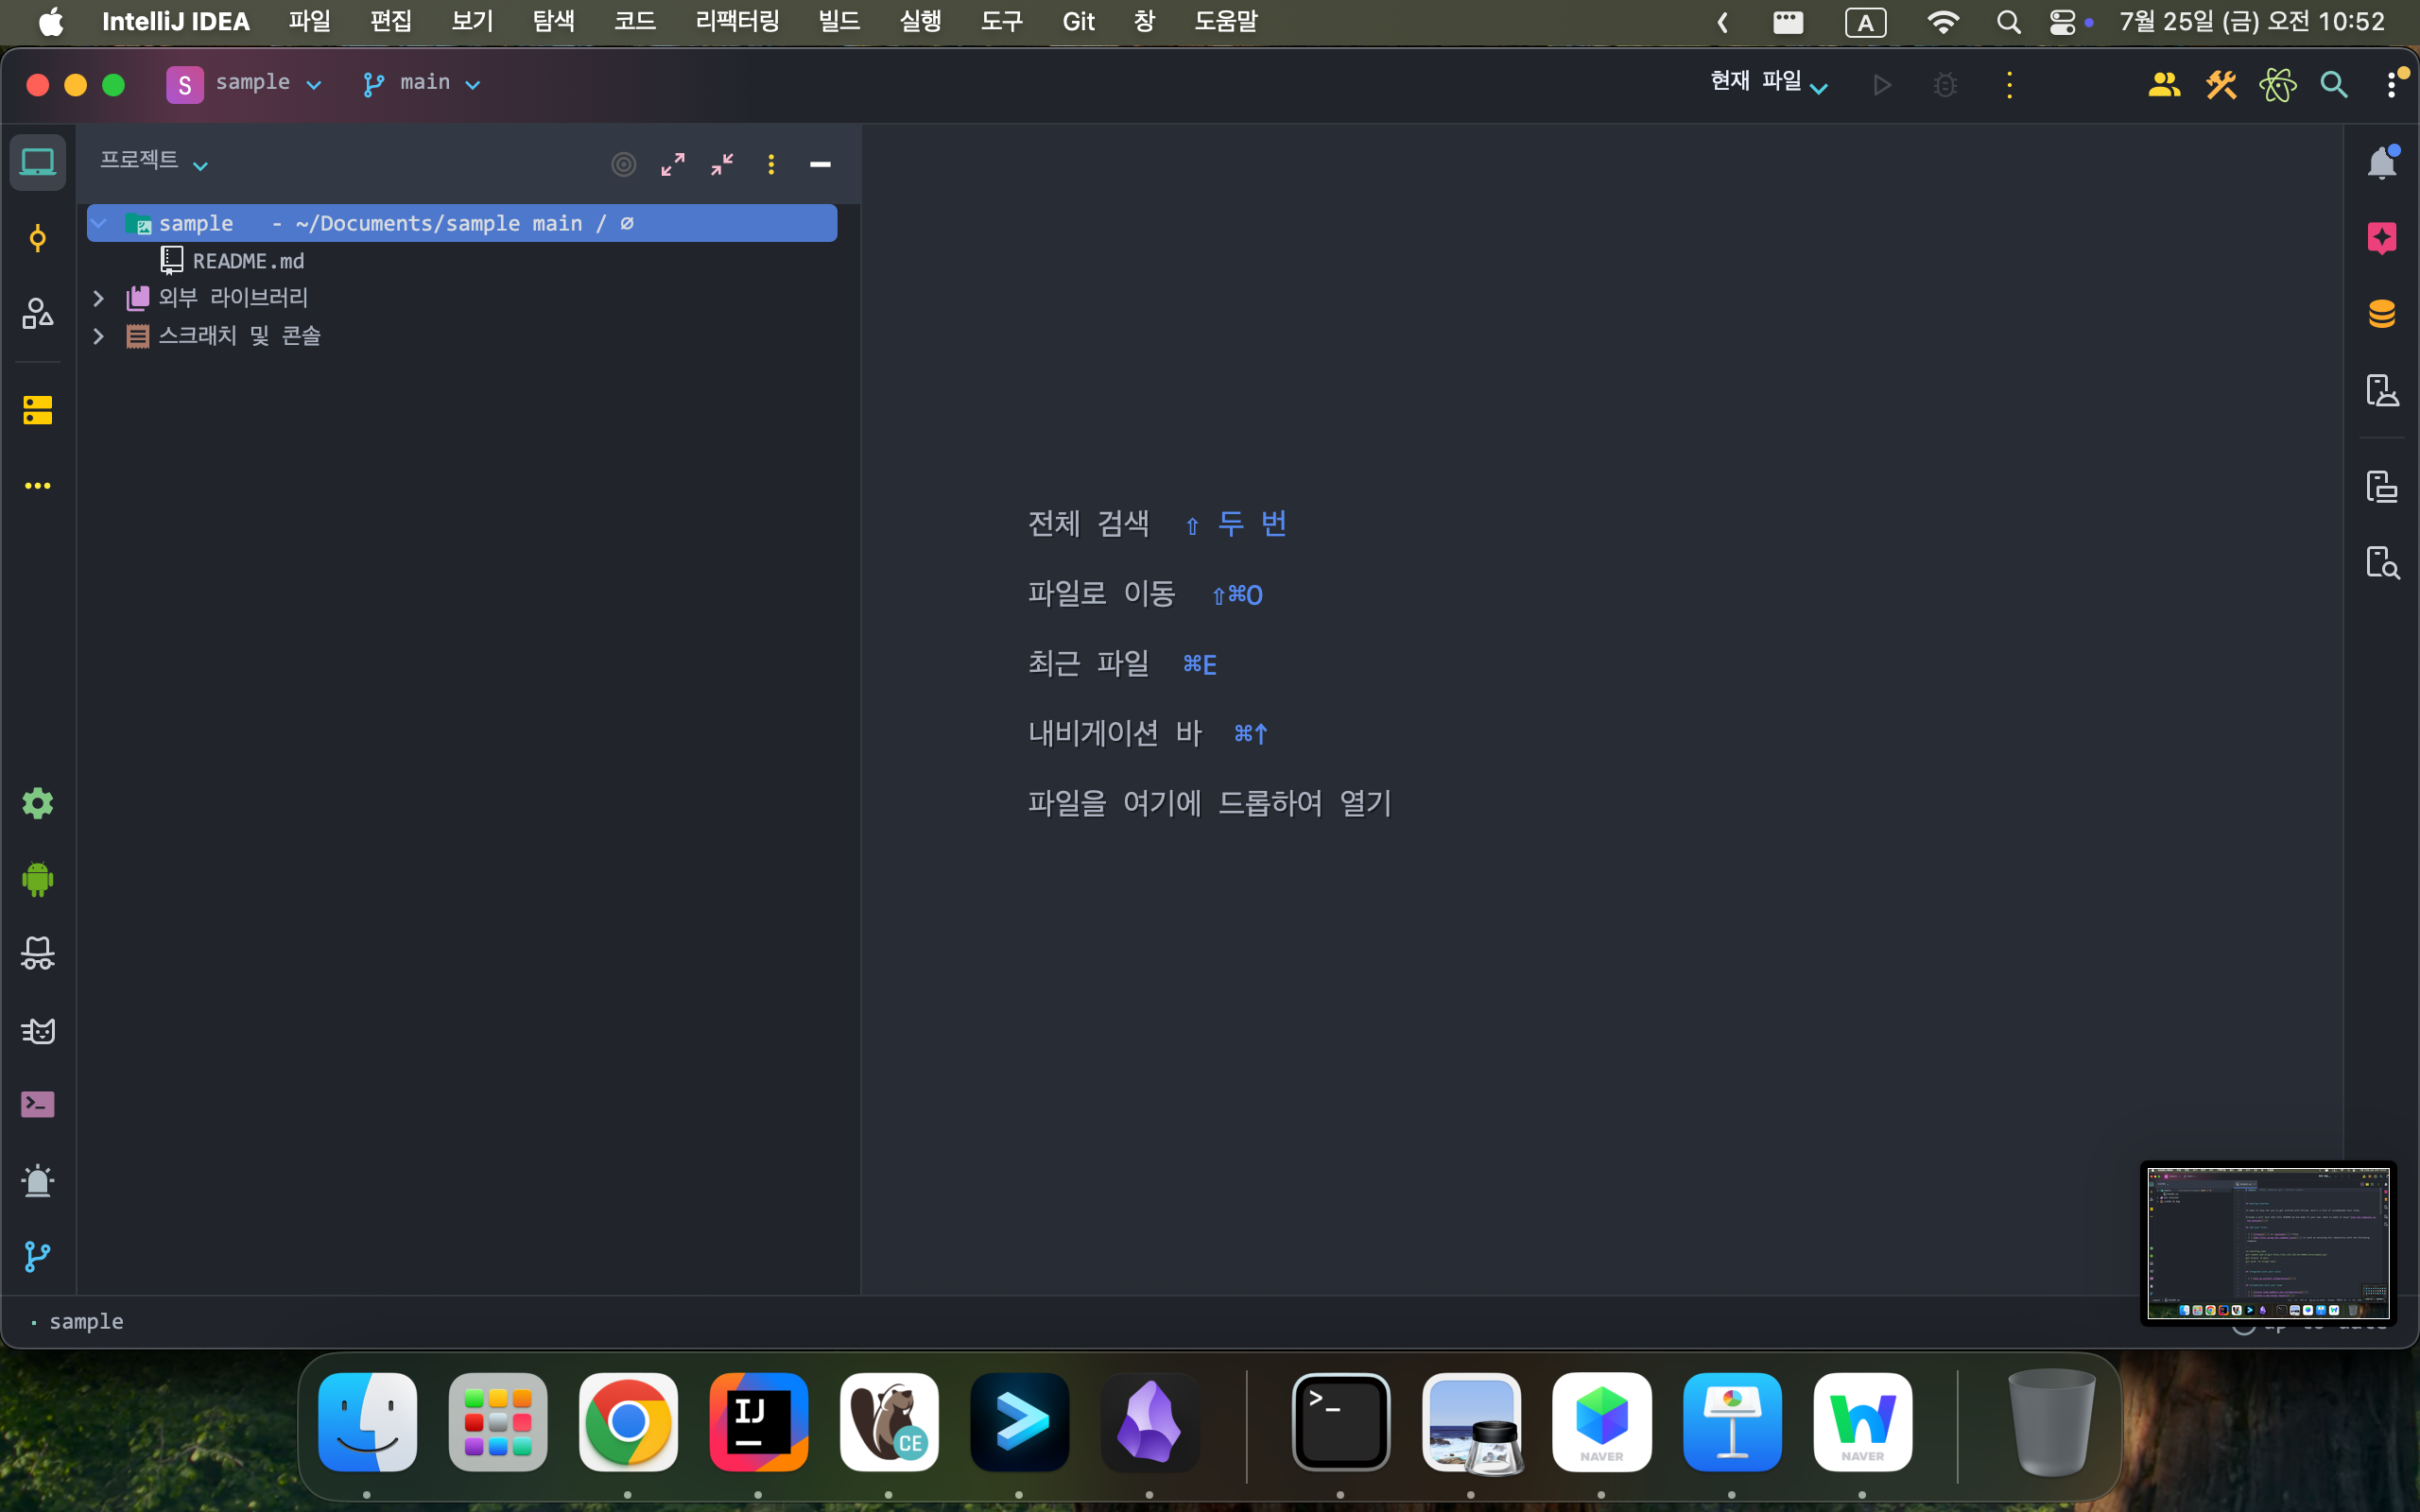 IntelliJ IDEA 파일 편집 보기 탐색 코드 리팩터링 빌드 실행 도구 Git 창 도움말 A 7월 25일 (금) 오전 10:52
S sample main 현재 파일
프로젝트
sample - ~/Documents/sample main / ∅
README.md
외부 라이브러리
스크래치 및 콘솔
전체 검색 ⇧ 두 번
파일로 이동 ⇧⌘O
최근 파일 ⌘E
내비게이션 바 ⌘↑
파일을 여기에 드롭하여 열기
sample
IJ
CE
NAVER
NAVER